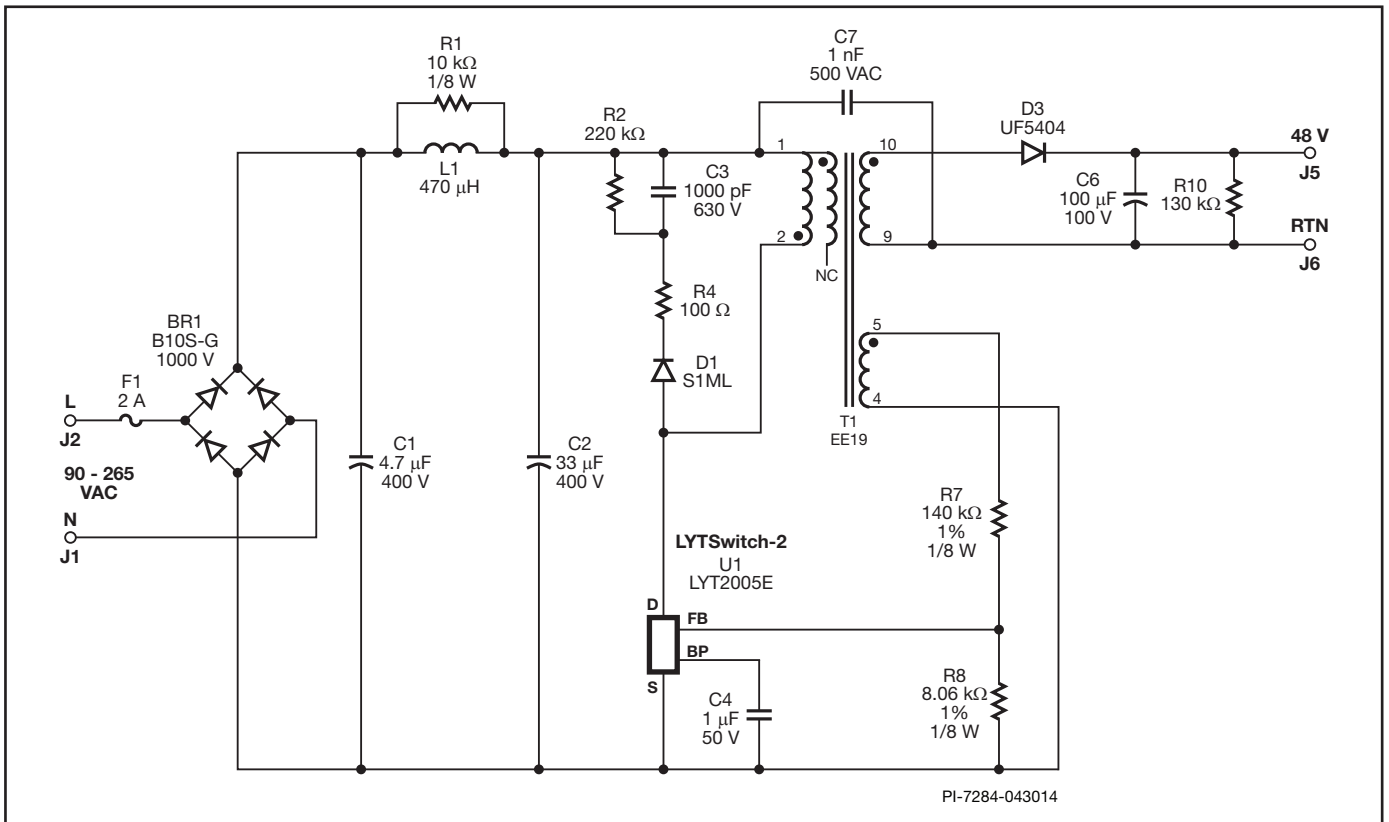 R1
10 kΩ
1/8 W
L1
470 μH
R2
220 kΩ
C3
1000 pF
630 V
C7
1 nF
500 VAC
1
2
NC
10
9
D3
UF5404
48 V
J5
C6
100 μF
100 V
R10
130 kΩ
RTN
J6
R4
100 Ω
D1
S1ML
5
4
T1
EE19
BR1
B10S-G
1000 V
F1
2 A
L
J2
90 - 265
VAC
N
J1
C1
4.7 μF
400 V
C2
33 μF
400 V
R7
140 kΩ
1%
1/8 W
LYTSwitch-2
U1
LYT2005E
D
FB
BP
S
C4
1 μF
50 V
R8
8.06 kΩ
1%
1/8 W
PI-7284-043014